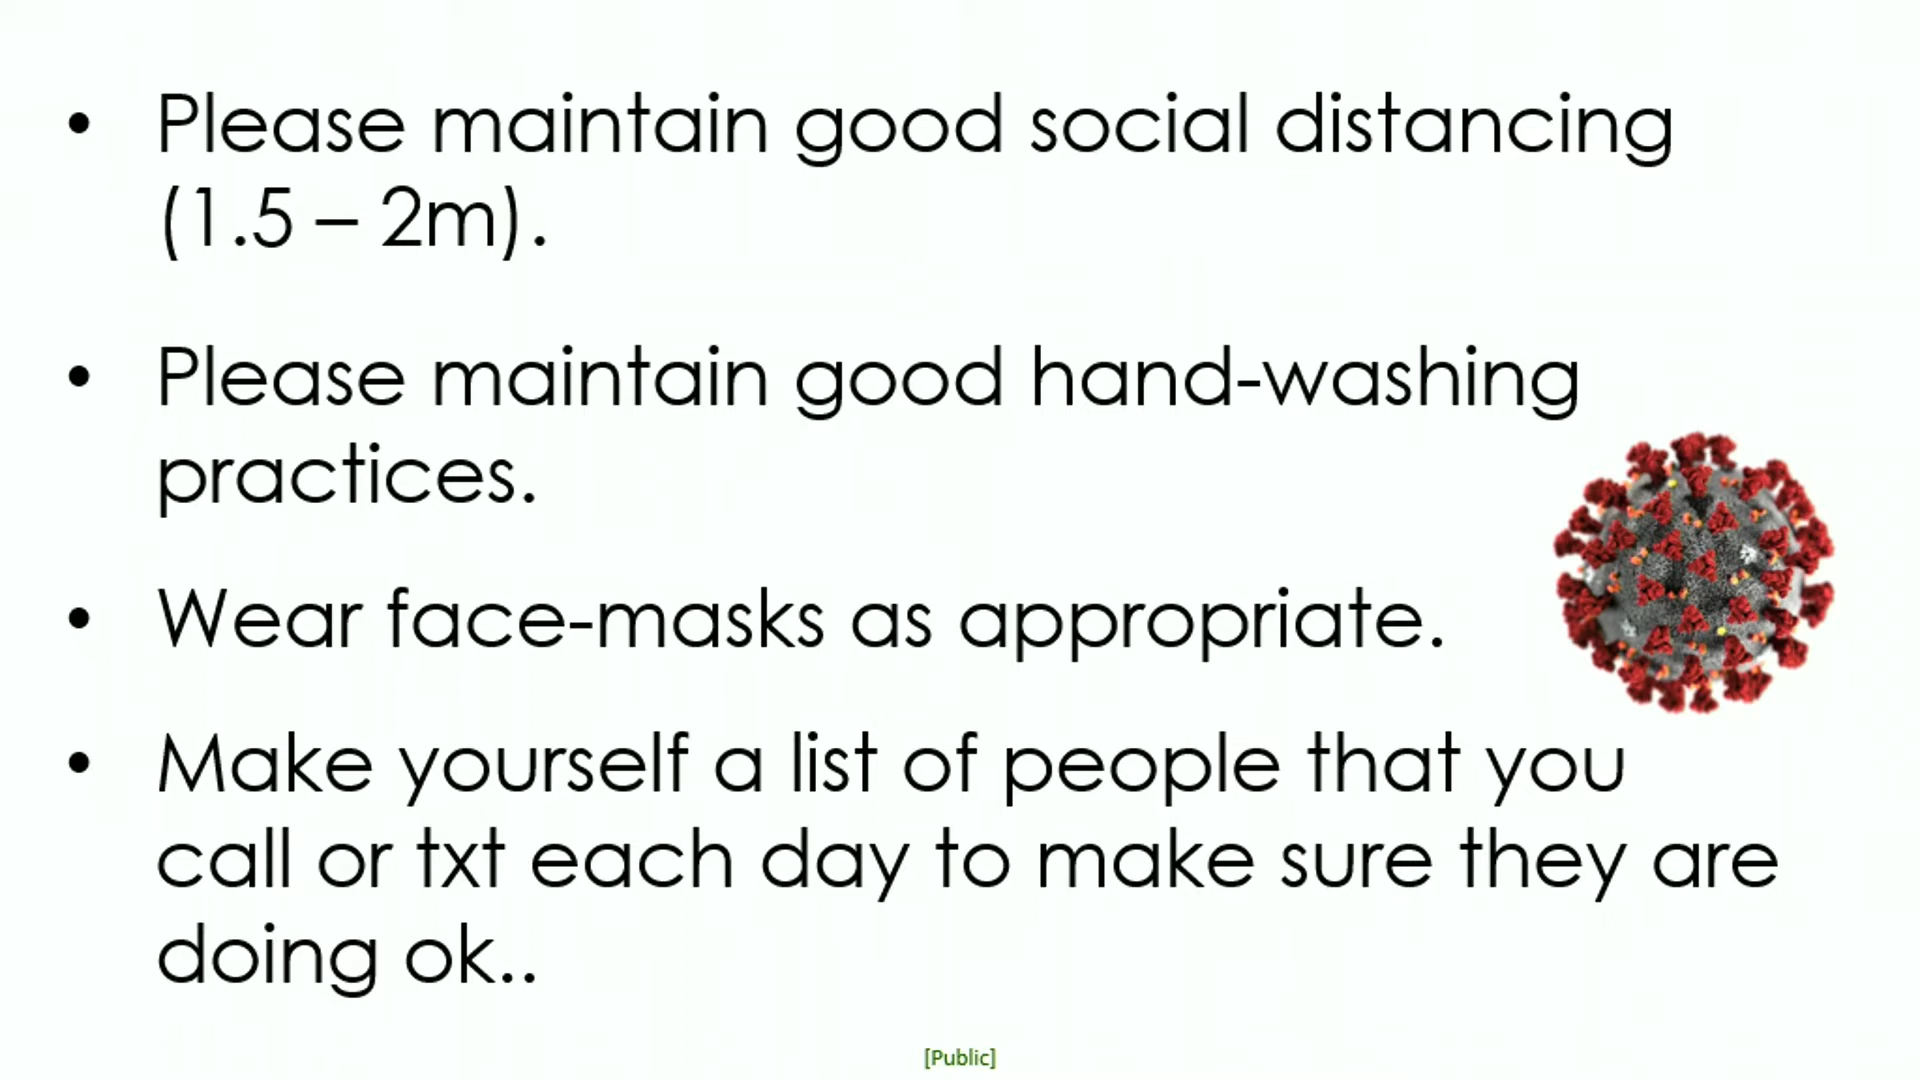 • Please maintain good social distancing
(1.5 – 2m).
• Please maintain good hand-washing
practices.
• Wear face-masks as appropriate.
• Make yourself a list of people that you
call or txt each day to make sure they are
doing ok..
[Public]